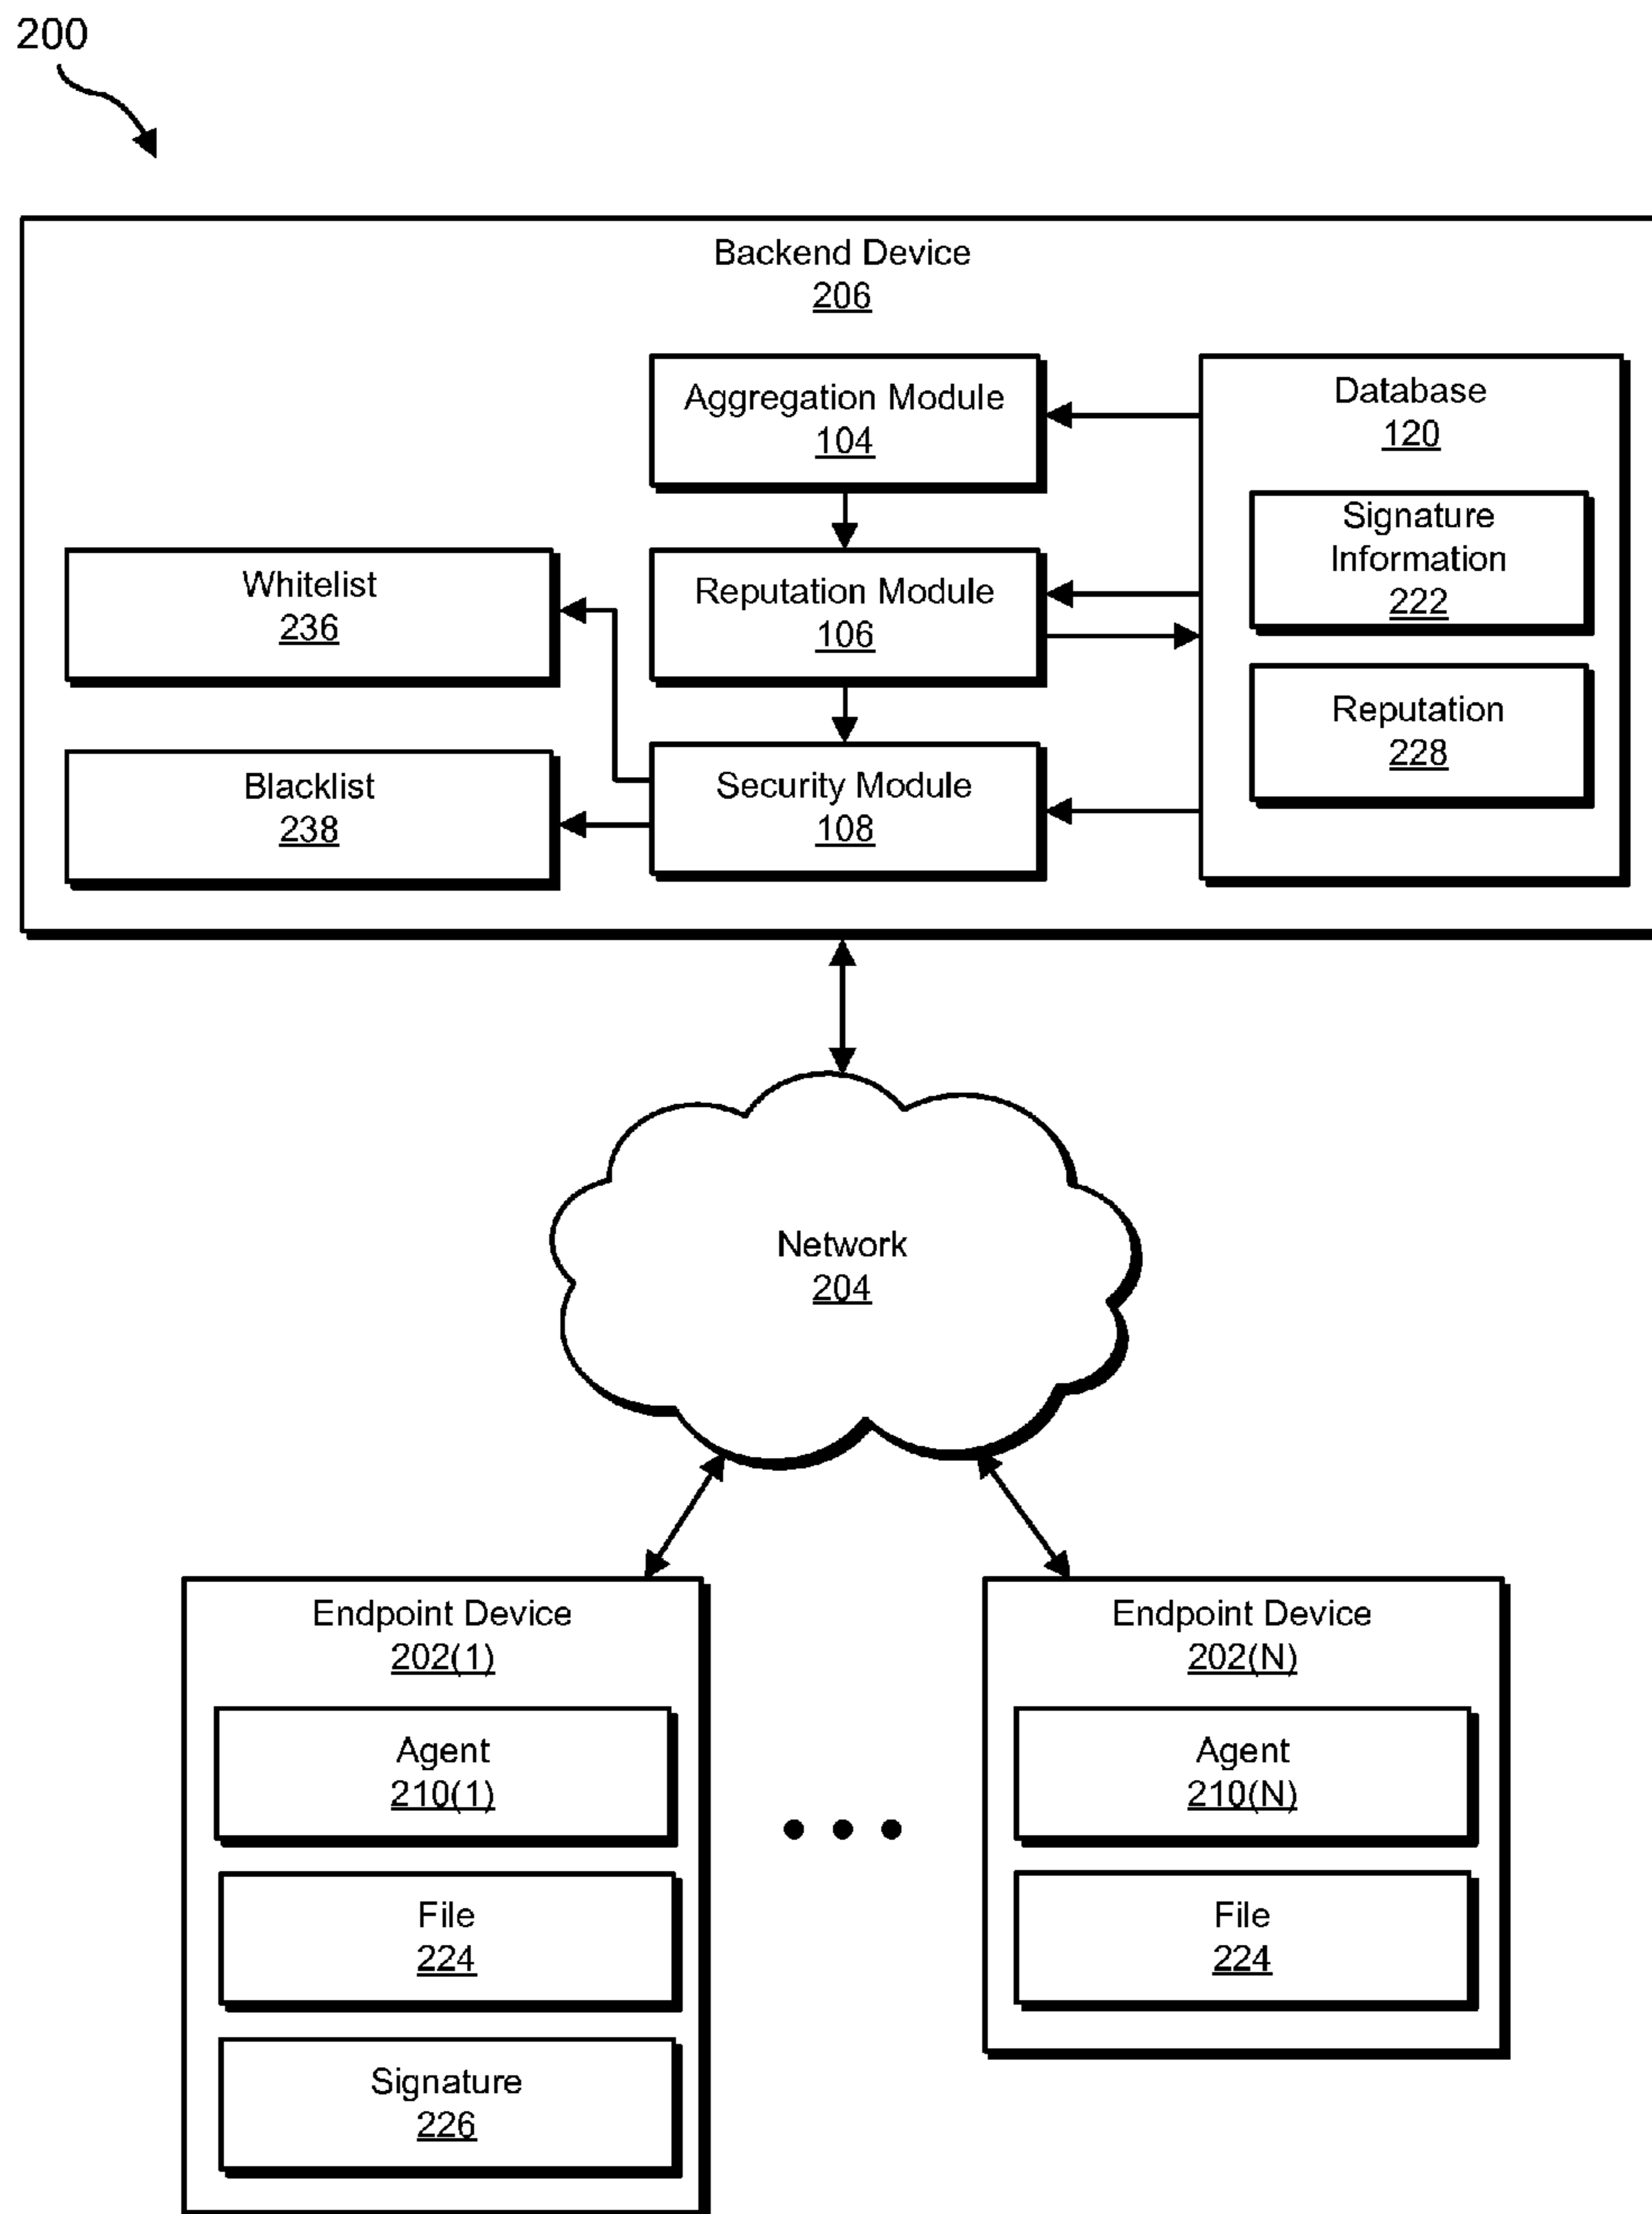 200
Backend Device
206
Aggregation Module
104
Database
120
Signature
Information
222
Whitelist
236
Reputation Module
106
Reputation
228
Blacklist
238
Security Module
108
Network
204
Endpoint Device
202(1)
Agent
210(1)
File
224
Signature
226
Endpoint Device
202(N)
Agent
210(N)
File
224